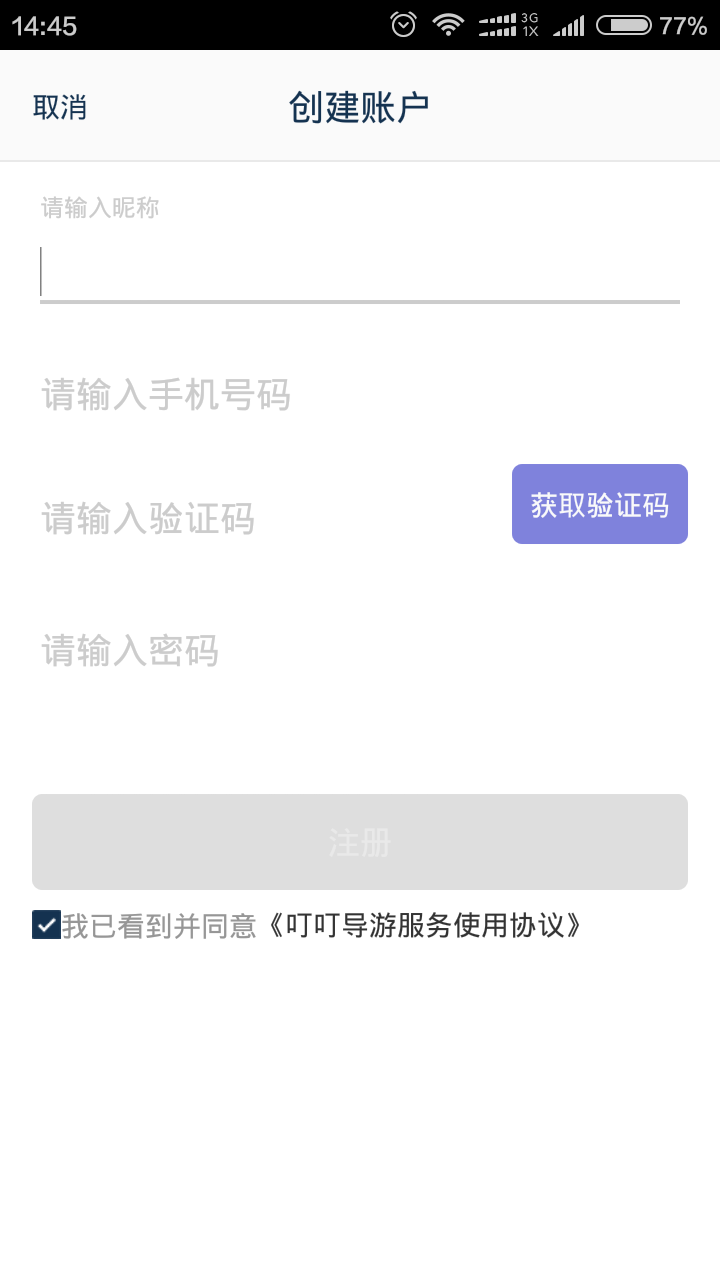 14:45
3G
1X
77%
取消
创建账户
请输入昵称
请输入手机号码
请输入验证码
获取验证码
请输入密码
注册
我已看到并同意《叮叮导游服务使用协议》